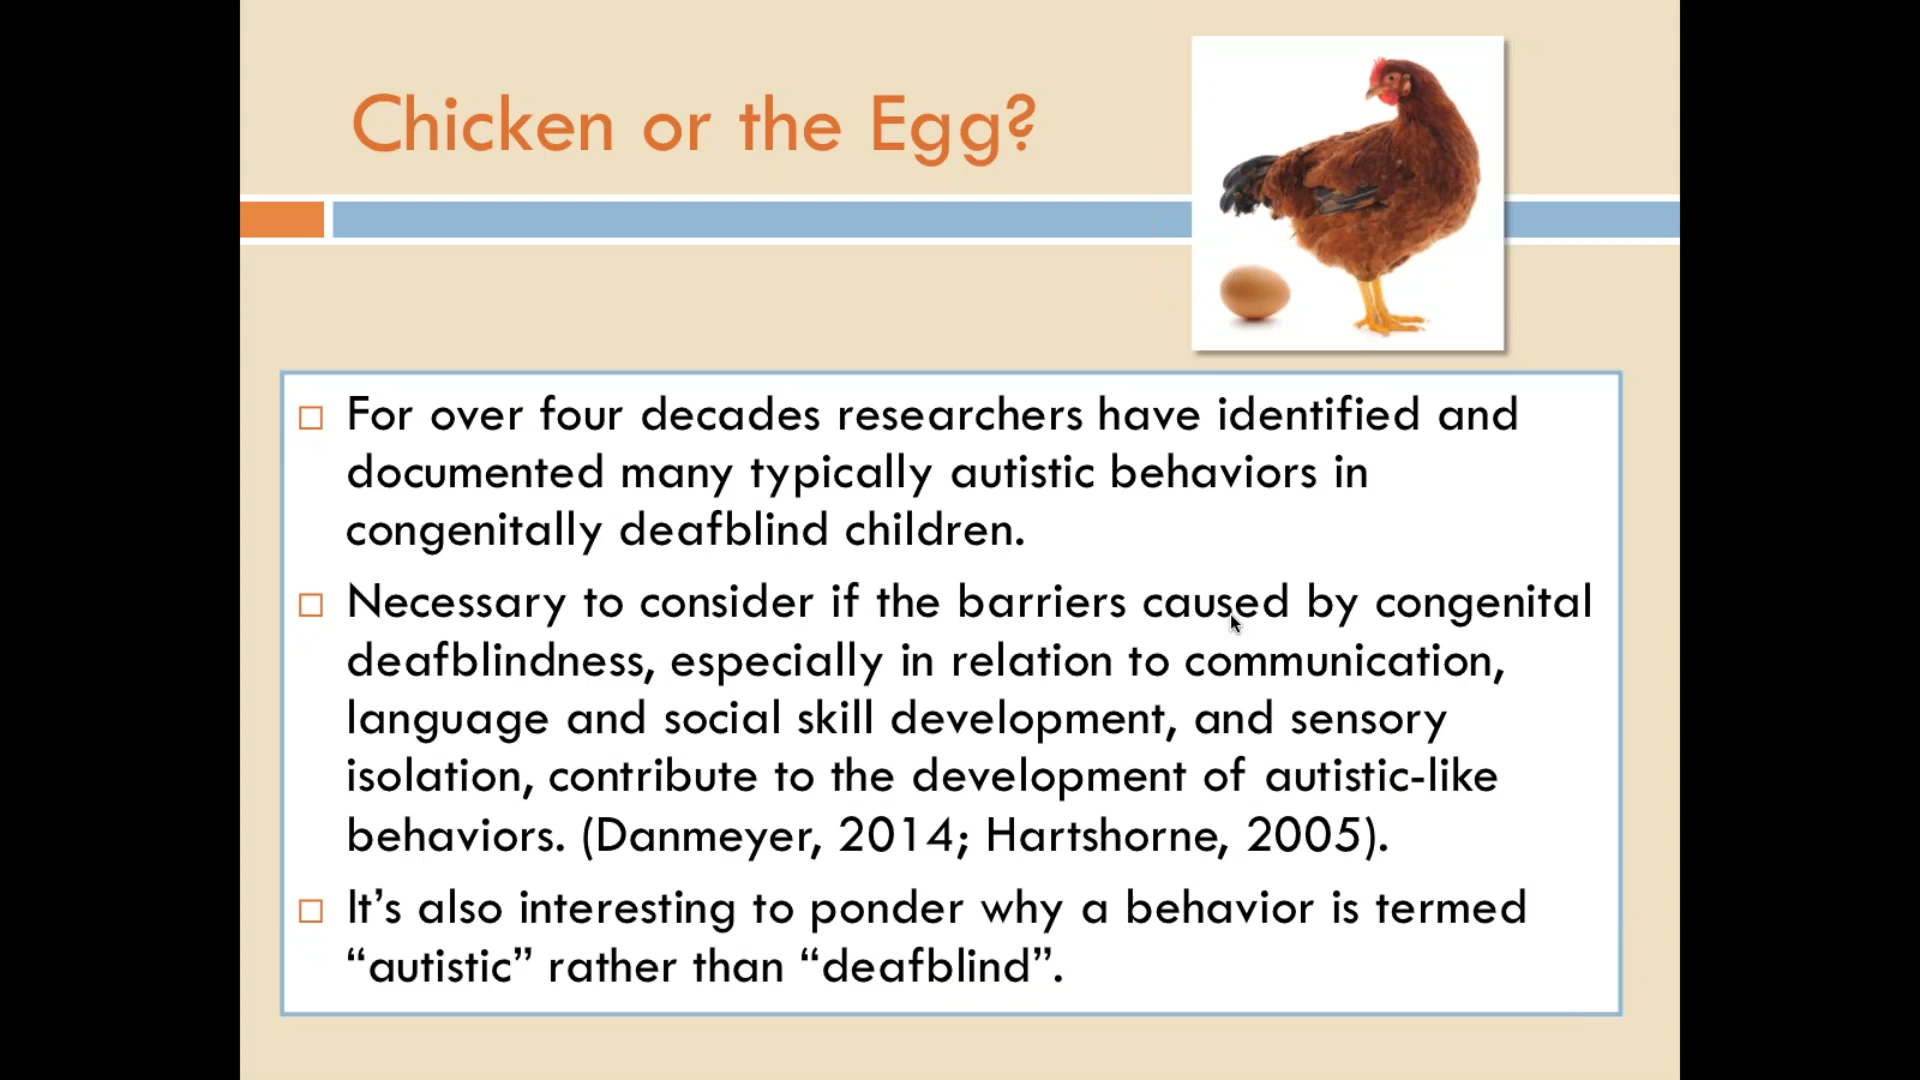 Chicken or the Egg?
For over four decades researchers have identified and
documented many typically autistic behaviors in
congenitally deafblind children.
Necessary to consider if the barriers caused by congenital
deafblindness, especially in relation to communication,
language and social skill development, and sensory
isolation, contribute to the development of autistic-like
behaviors. (Danmeyer, 2014; Hartshorne, 2005).
It’s also interesting to ponder why a behavior is termed
“autistic” rather than “deafblind”.